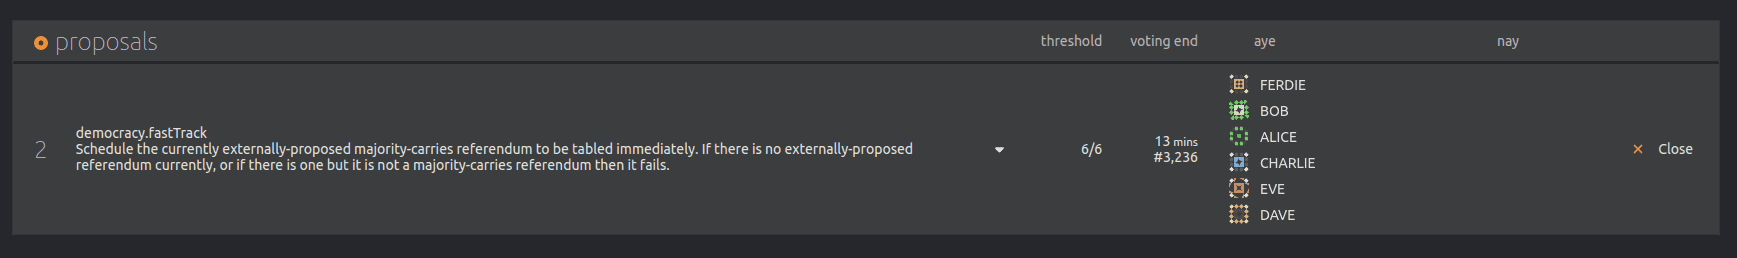 proposals threshold voting end aye nay
2
democracy.fastTrack
Schedule the currently externally-proposed majority-carries referendum to be tabled immediately. If there is no externally-proposed
referendum currently, or if there is one but it is not a majority-carries referendum then it fails.
6/6
13 mins
#3,236
FERDIE
BOB
ALICE
CHARLIE
EVE
DAVE
Close